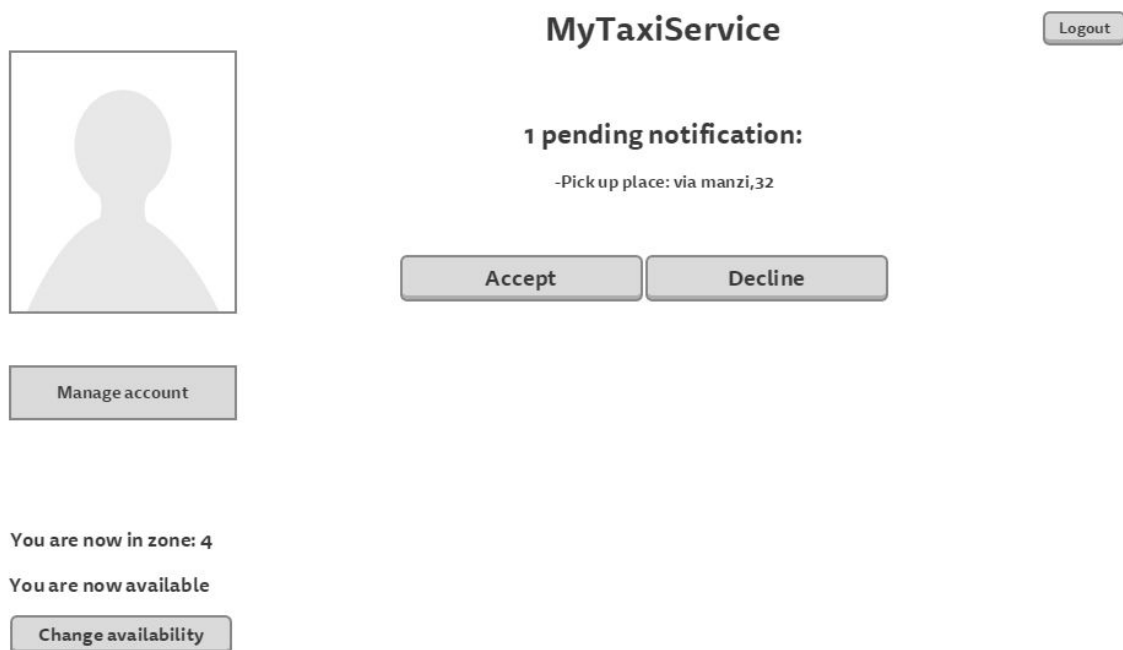 MyTaxiService
Logout
1 pending notification:
-Pick up place: via manzi,32
Accept
Decline
Manage account
You are now in zone: 4
You are now available
Change availability